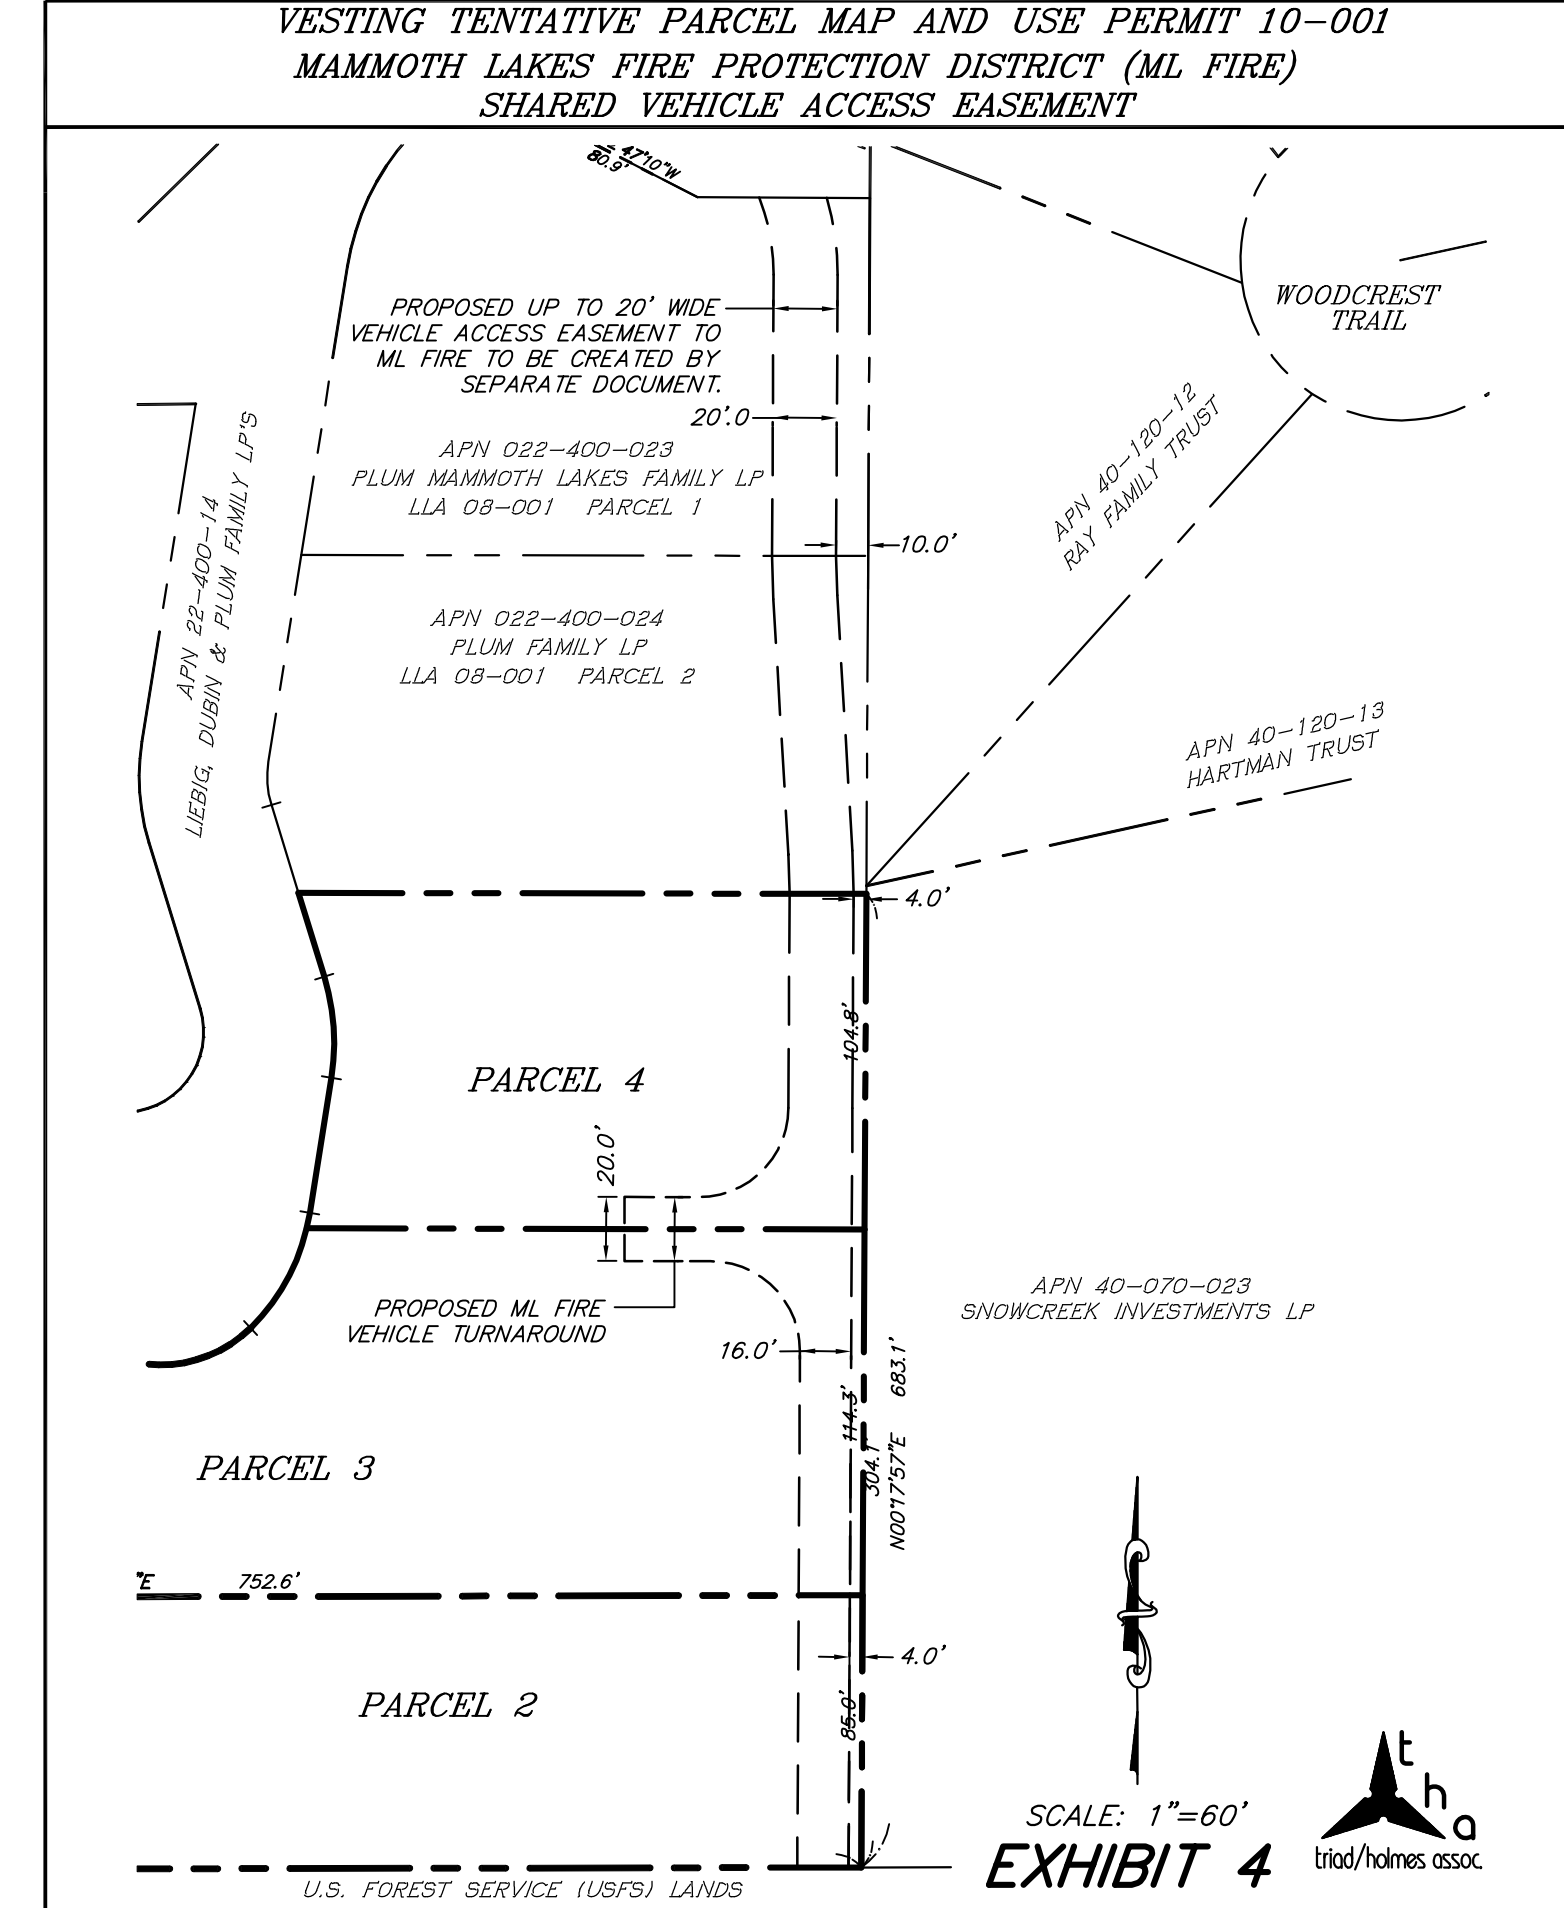 VESTING TENTATIVE PARCEL MAP AND USE PERMIT 10-001
MAMMOTH LAKES FIRE PROTECTION DISTRICT (ML FIRE)
SHARED VEHICLE ACCESS EASEMENT
47'10"W
80.9'
WOODCREST
TRAIL
PROPOSED UP TO 20' WIDE
VEHICLE ACCESS EASEMENT TO
ML FIRE TO BE CREATED BY
SEPARATE DOCUMENT.
20'.0
APN 022-400-023
PLUM MAMMOTH LAKES FAMILY LP
LLA 08-001 PARCEL 1
10.0'
APN 22-400-14
LIEBIG, DUBIN & PLUM FAMILY LP'S
APN 40-120-12
RAY FAMILY TRUST
APN 022-400-024
PLUM FAMILY LP
LLA 08-001 PARCEL 2
APN 40-120-13
HARTMAN TRUST
4.0'
104.8'
PARCEL 4
20.0'
PROPOSED ML FIRE
VEHICLE TURNAROUND
APN 40-070-023
SNOWCREEK INVESTMENTS LP
16.0'
114.3'
304.1'
N00°17'57"E 683.1'
PARCEL 3
"E 752.6'
4.0'
85.0'
PARCEL 2
SCALE: 1"=60'
EXHIBIT 4
t
h
a
triad/holmes assoc.
U.S. FOREST SERVICE (USFS) LANDS